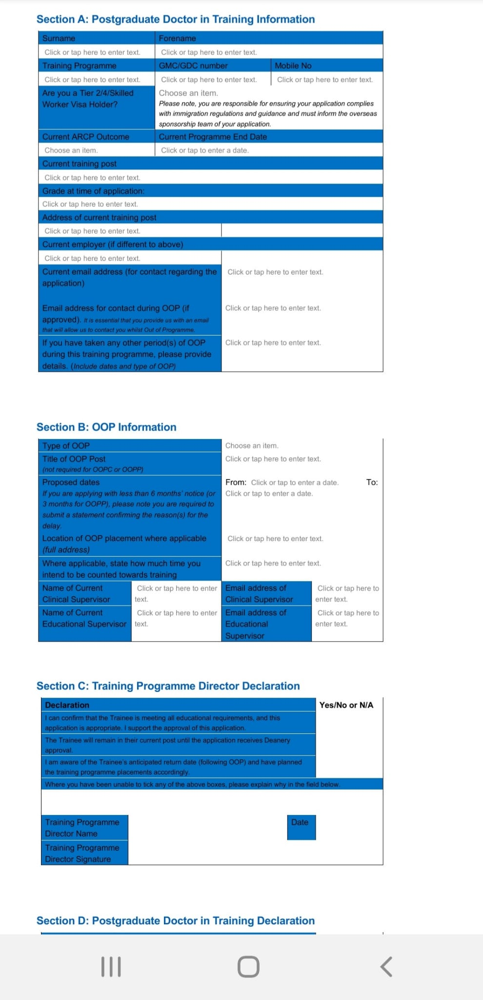 Section A: Postgraduate Doctor in Training Information
Surname Forename
Click or tap here to enter text. Click or tap here to enter text.
Training Programme GMC/GDC number Mobile No
Click or tap here to enter text. Click or tap here to enter text. Click or tap here to enter text.
Are you a Tier 2/4/Skilled Worker Visa Holder?
Choose an item.
Please note, you are responsible for ensuring your application complies
with immigration regulations and guidance and must inform the overseas
sponsorship team of your application.
Current ARCP Outcome Current Programme End Date
Choose an item. Click or tap to enter a date.
Current training post
Click or tap here to enter text.
Grade at time of application:
Click or tap here to enter text.
Address of current training post
Click or tap here to enter text.
Current employer (if different to above)
Click or tap here to enter text.
Current email address (for contact regarding the
application)
Click or tap here to enter text.
Email address for contact during OOP (if
approved). It is essential that you provide us with an email
that will allow us to contact you whilst Out of Programme.
Click or tap here to enter text.
If you have taken any other period(s) of OOP
during this training programme, please provide
details. (Include dates and type of OOP)
Click or tap here to enter text.
Section B: OOP Information
Type of OOP Choose an item.
Title of OOP Post Click or tap here to enter text.
(not required for OOPC or OOPP)
Proposed dates
If you are applying with less than 6 months' notice (or
3 months for OOPP), please note you are required to
submit a statement confirming the reason(s) for the
delay.
From: Click or tap to enter a date. To:
Click or tap to enter a date.
Location of OOP placement where applicable
(full address)
Click or tap here to enter text.
Where applicable, state how much time you
intend to be counted towards training
Click or tap here to enter text.
Name of Current
Clinical Supervisor
Click or tap here to enter
text.
Email address of
Clinical Supervisor
Click or tap here to
enter text.
Name of Current
Educational Supervisor
Click or tap here to enter
text.
Email address of
Educational
Supervisor
Click or tap here to
enter text.
Section C: Training Programme Director Declaration
Declaration Yes/No or N/A
I can confirm that the Trainee is meeting all educational requirements, and this
application is appropriate. I support the approval of this application.
The Trainee will remain in their current post until the application receives Deanery
approval.
I am aware of the Trainee's anticipated return date (following OOP) and have planned
the training programme placements accordingly.
Where you have been unable to tick any of the above boxes, please explain why in the field below.
Training Programme
Director Name
Date
Training Programme
Director Signature
Section D: Postgraduate Doctor in Training Declaration